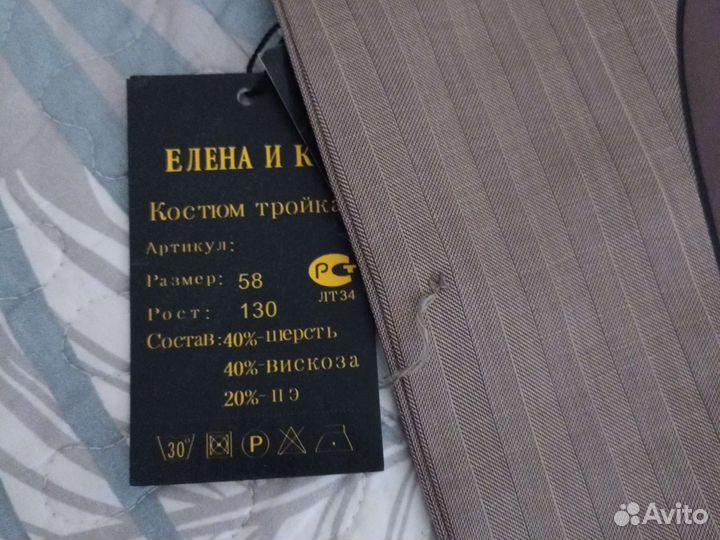 ЕЛЕНА И К
Костюм тройка
Артикул:
Размер: 58
Рост: 130
РСТ
ЛТ34
Состав: 40%-шерсть
40%-вискоза
20%-ПЭ
30°
P
Avito